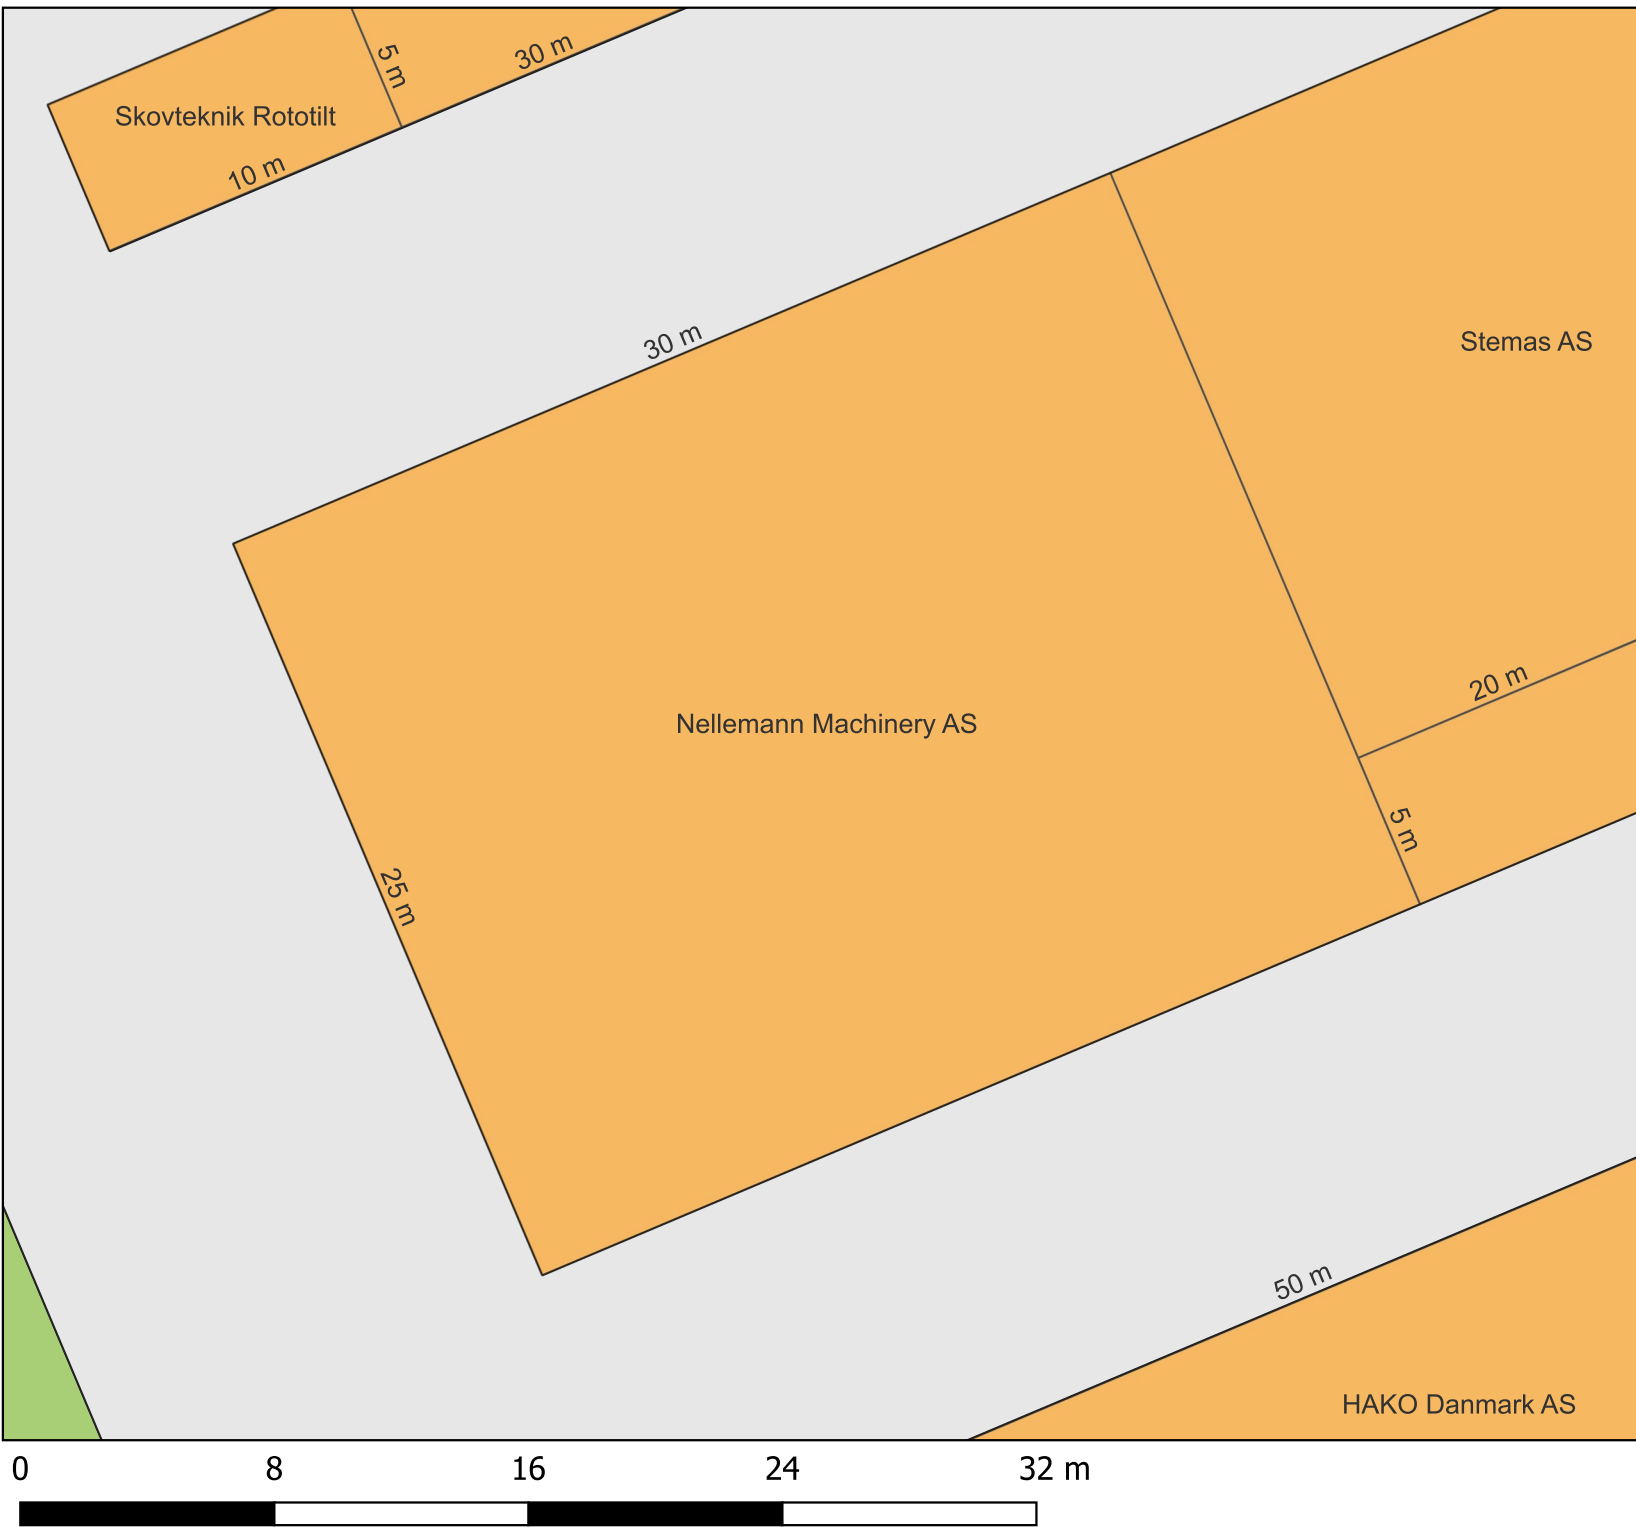 5 m
30 m
Skovteknik Rototilt
10 m
30 m
Stemas AS
20 m
Nellemann Machinery AS
5 m
25 m
50 m
HAKO Danmark AS
0 8 16 24 32 m